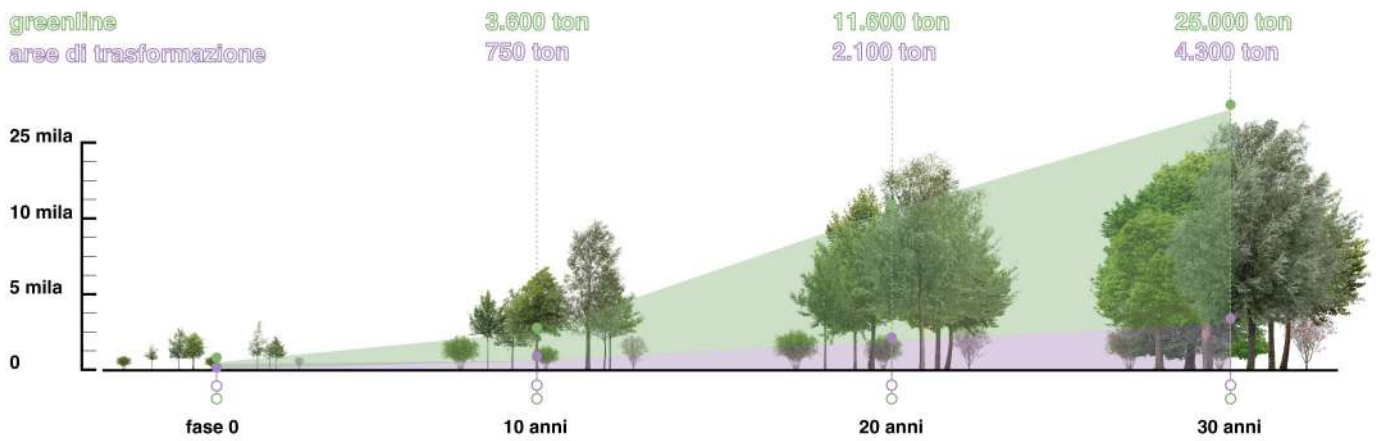 greenline 3.600 ton 11.600 ton 25.000 ton
aree di trasformazione 750 ton 2.100 ton 4.300 ton
25 mila
10 mila
5 mila
0
fase 0 10 anni 20 anni 30 anni